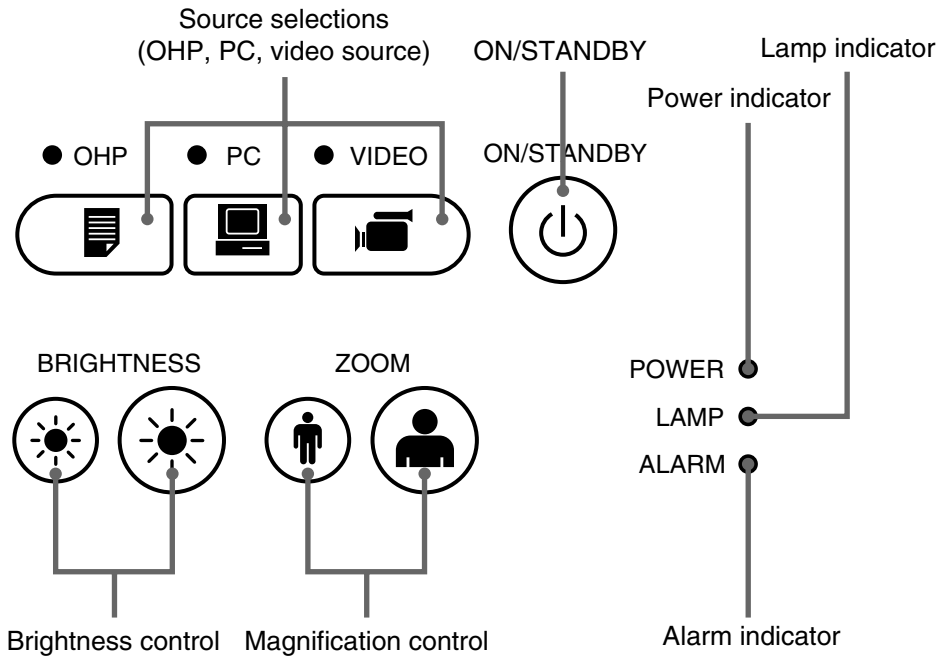 Source selections
(OHP, PC, video source)
ON/STANDBY
Lamp indicator
Power indicator
OHP
PC
VIDEO
ON/STANDBY
BRIGHTNESS
ZOOM
POWER
LAMP
ALARM
Brightness control
Magnification control
Alarm indicator